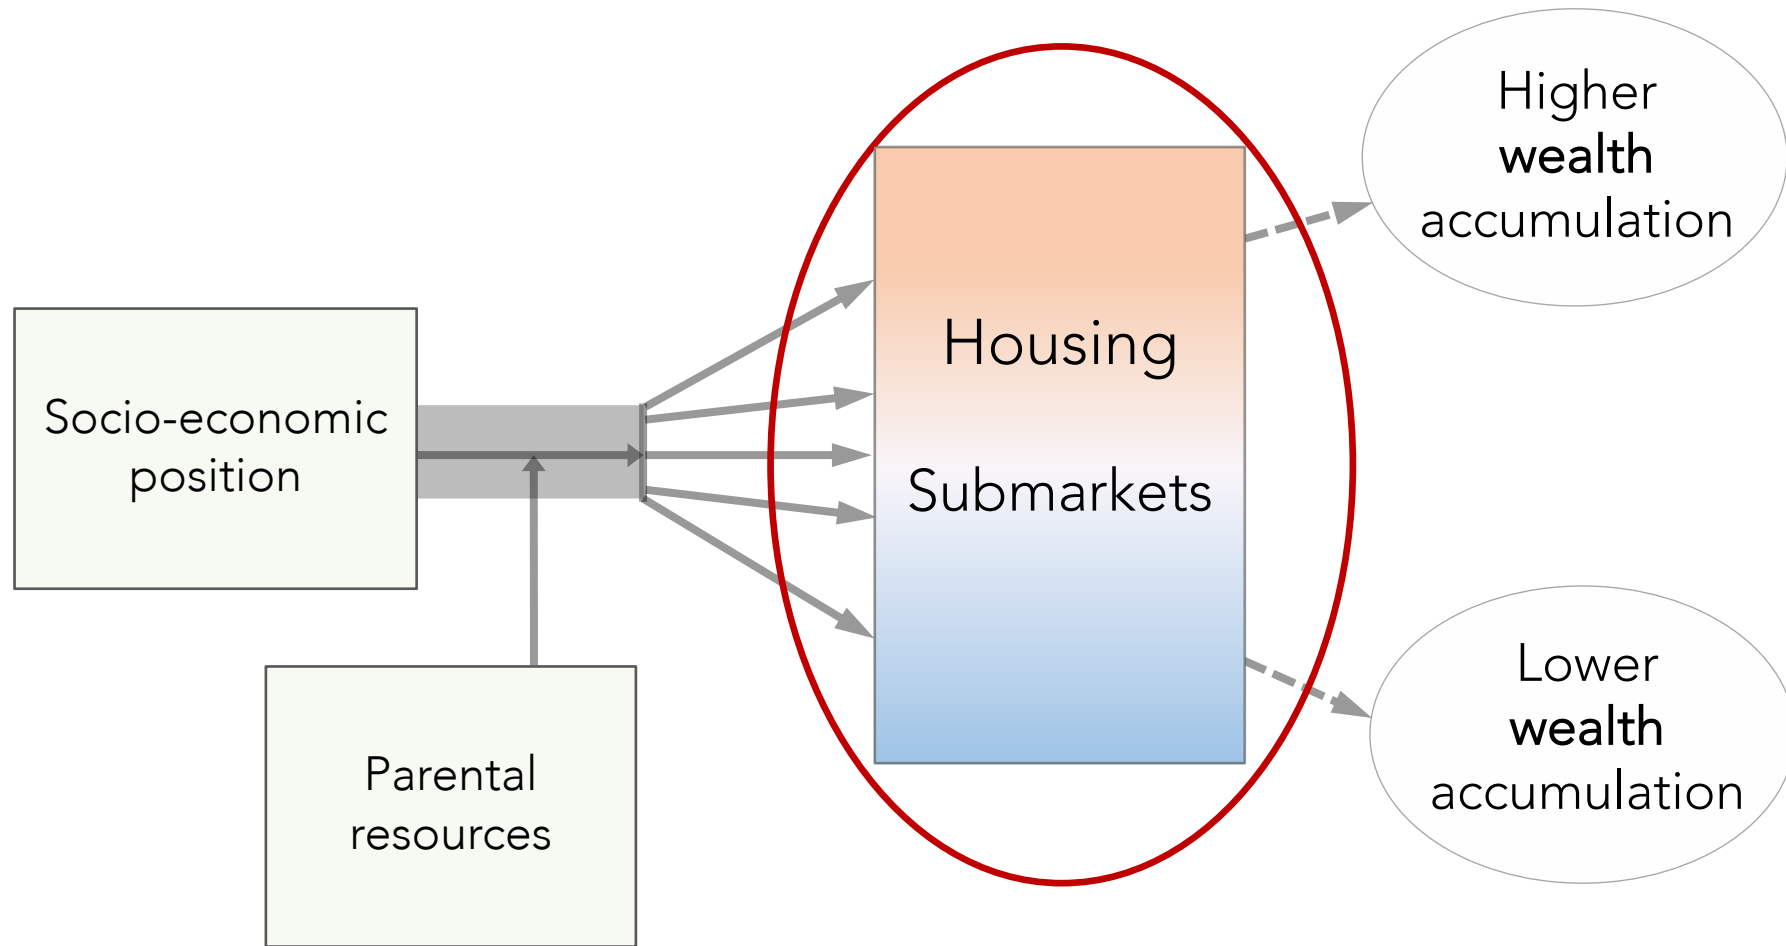 Socio-economic
position
Parental
resources
Housing
Submarkets
Higher
wealth
accumulation
Lower
wealth
accumulation